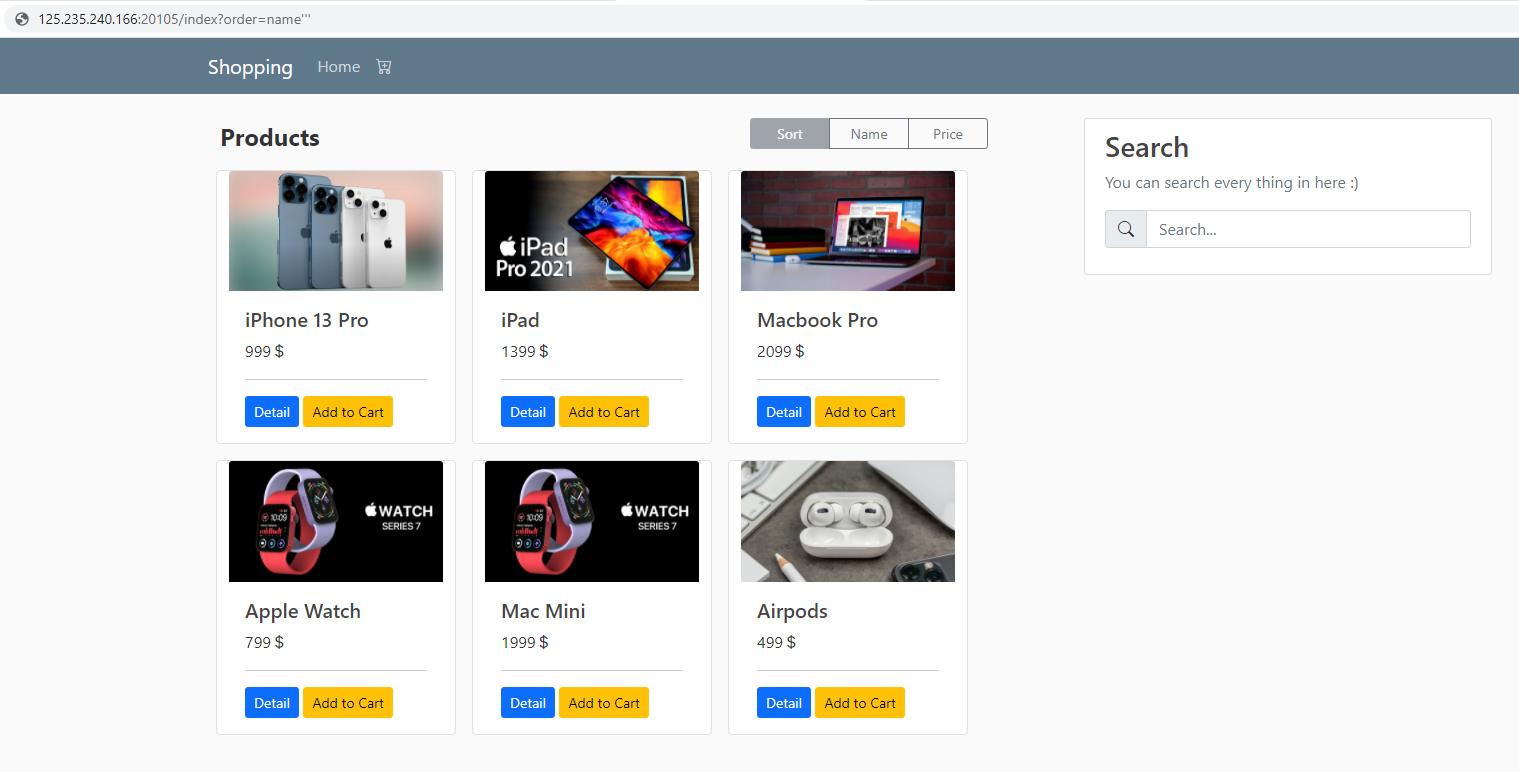 125.235.240.166:20105/index?order=name'''
Shopping Home
Products
Sort Name Price
Search
You can search every thing in here :)
Search...
iPad
Pro 2021
iPhone 13 Pro
iPad
Macbook Pro
999 $
1399 $
2099 $
Detail Add to Cart
Detail Add to Cart
Detail Add to Cart
WATCH
SERIES 7
WATCH
SERIES 7
Apple Watch
Mac Mini
Airpods
799 $
1999 $
499 $
Detail Add to Cart
Detail Add to Cart
Detail Add to Cart